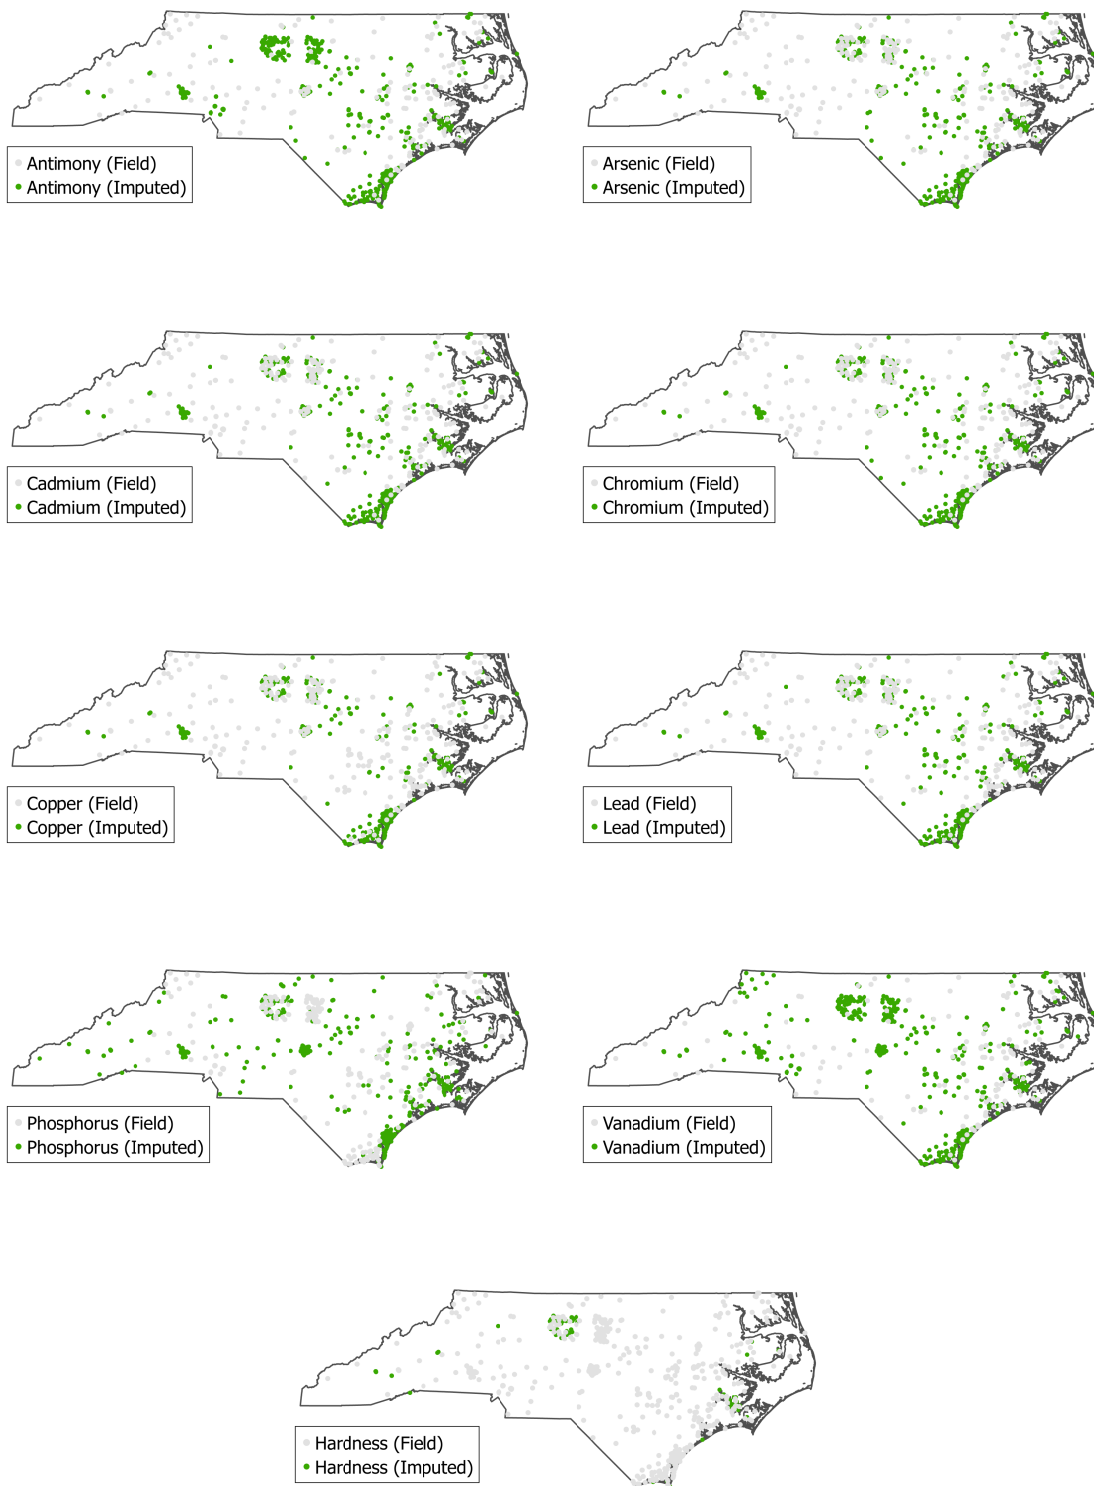 Antimony (Field)
Antimony (Imputed)
Arsenic (Field)
Arsenic (Imputed)
Cadmium (Field)
Cadmium (Imputed)
Chromium (Field)
Chromium (Imputed)
Copper (Field)
Copper (Imputed)
Lead (Field)
Lead (Imputed)
Phosphorus (Field)
Phosphorus (Imputed)
Vanadium (Field)
Vanadium (Imputed)
Hardness (Field)
Hardness (Imputed)